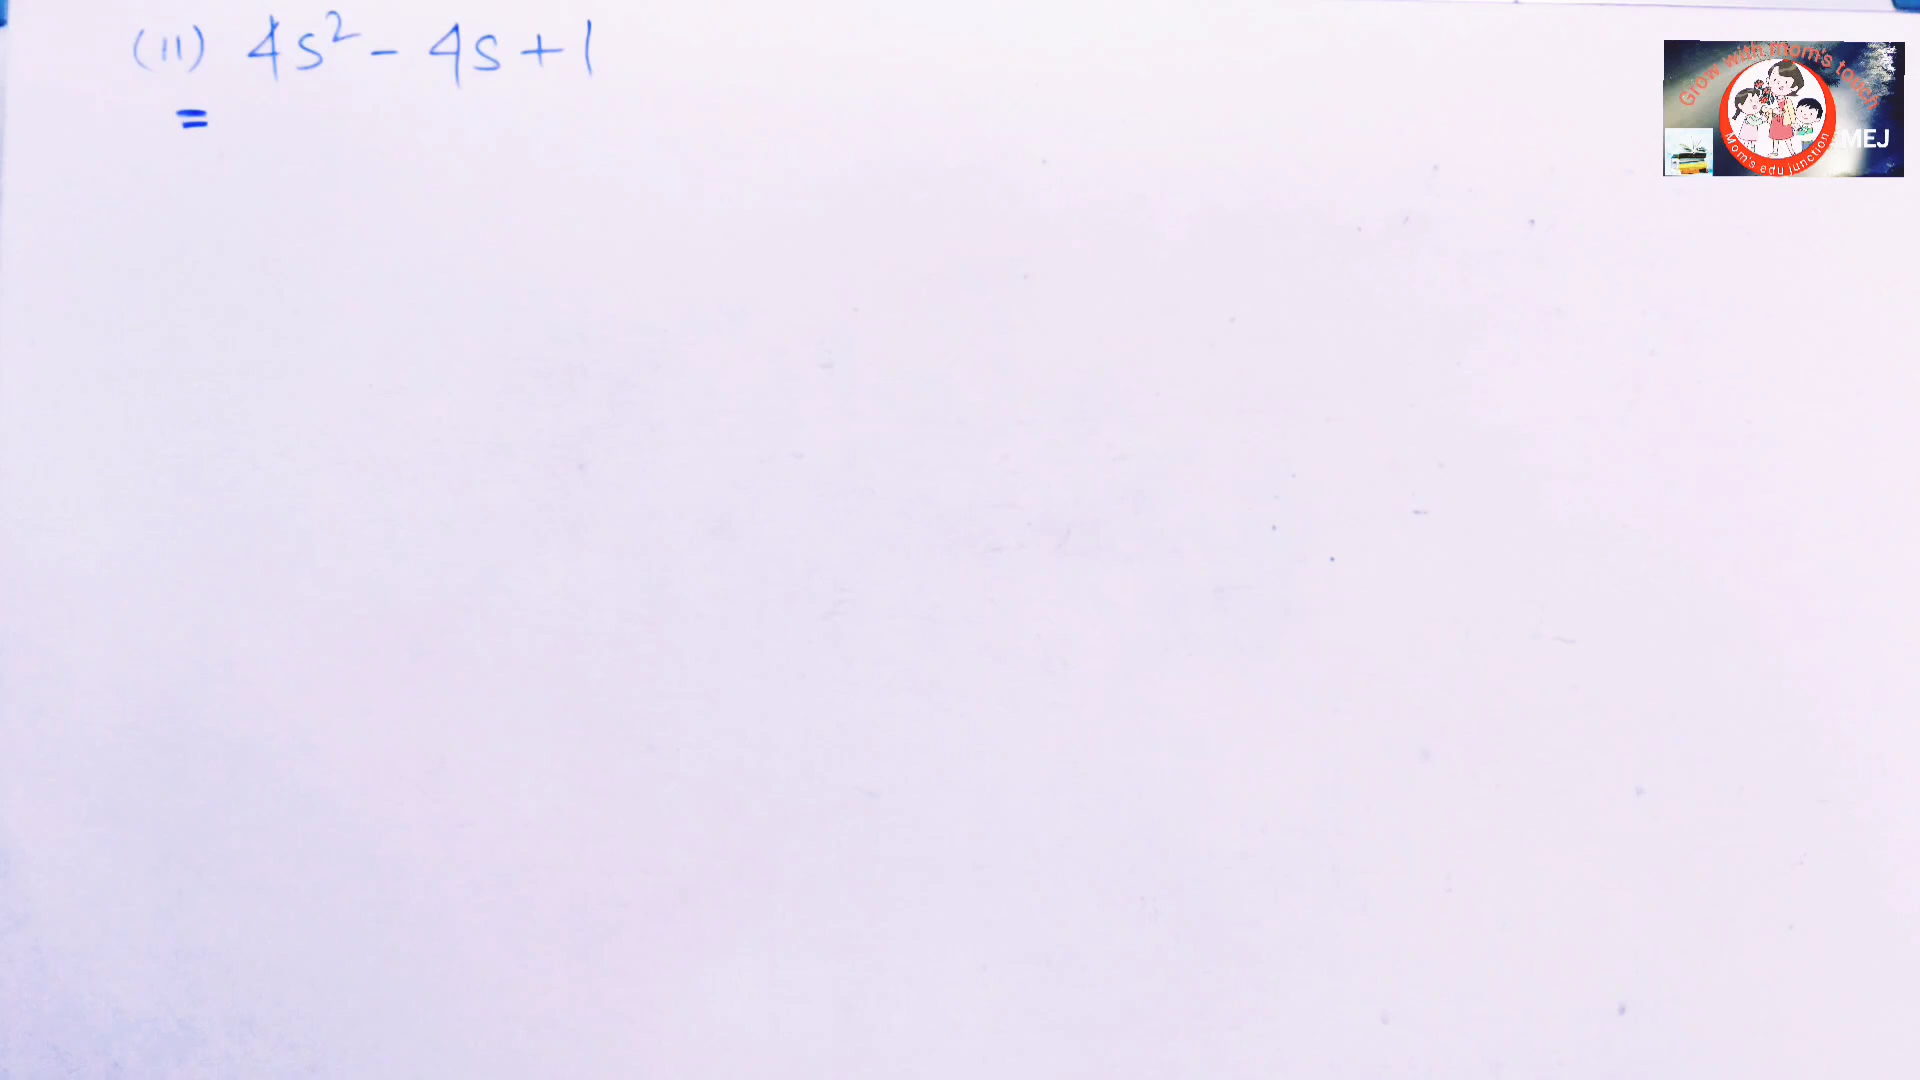 (11) 4s² - 4s + 1
=
Grow with mom's touch
MEJ
Mom's edu junction